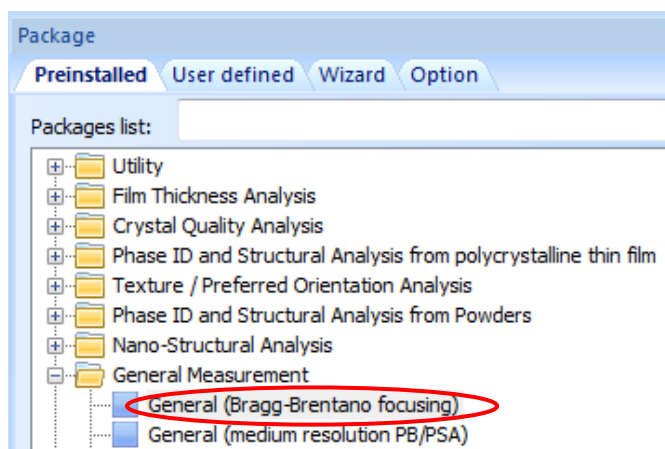 Package
Preinstalled User defined Wizard Option
Packages list:
Utility
Film Thickness Analysis
Crystal Quality Analysis
Phase ID and Structural Analysis from polycrystalline thin film
Texture / Preferred Orientation Analysis
Phase ID and Structural Analysis from Powders
Nano-Structural Analysis
General Measurement
General (Bragg-Brentano focusing)
General (medium resolution PB/PSA)